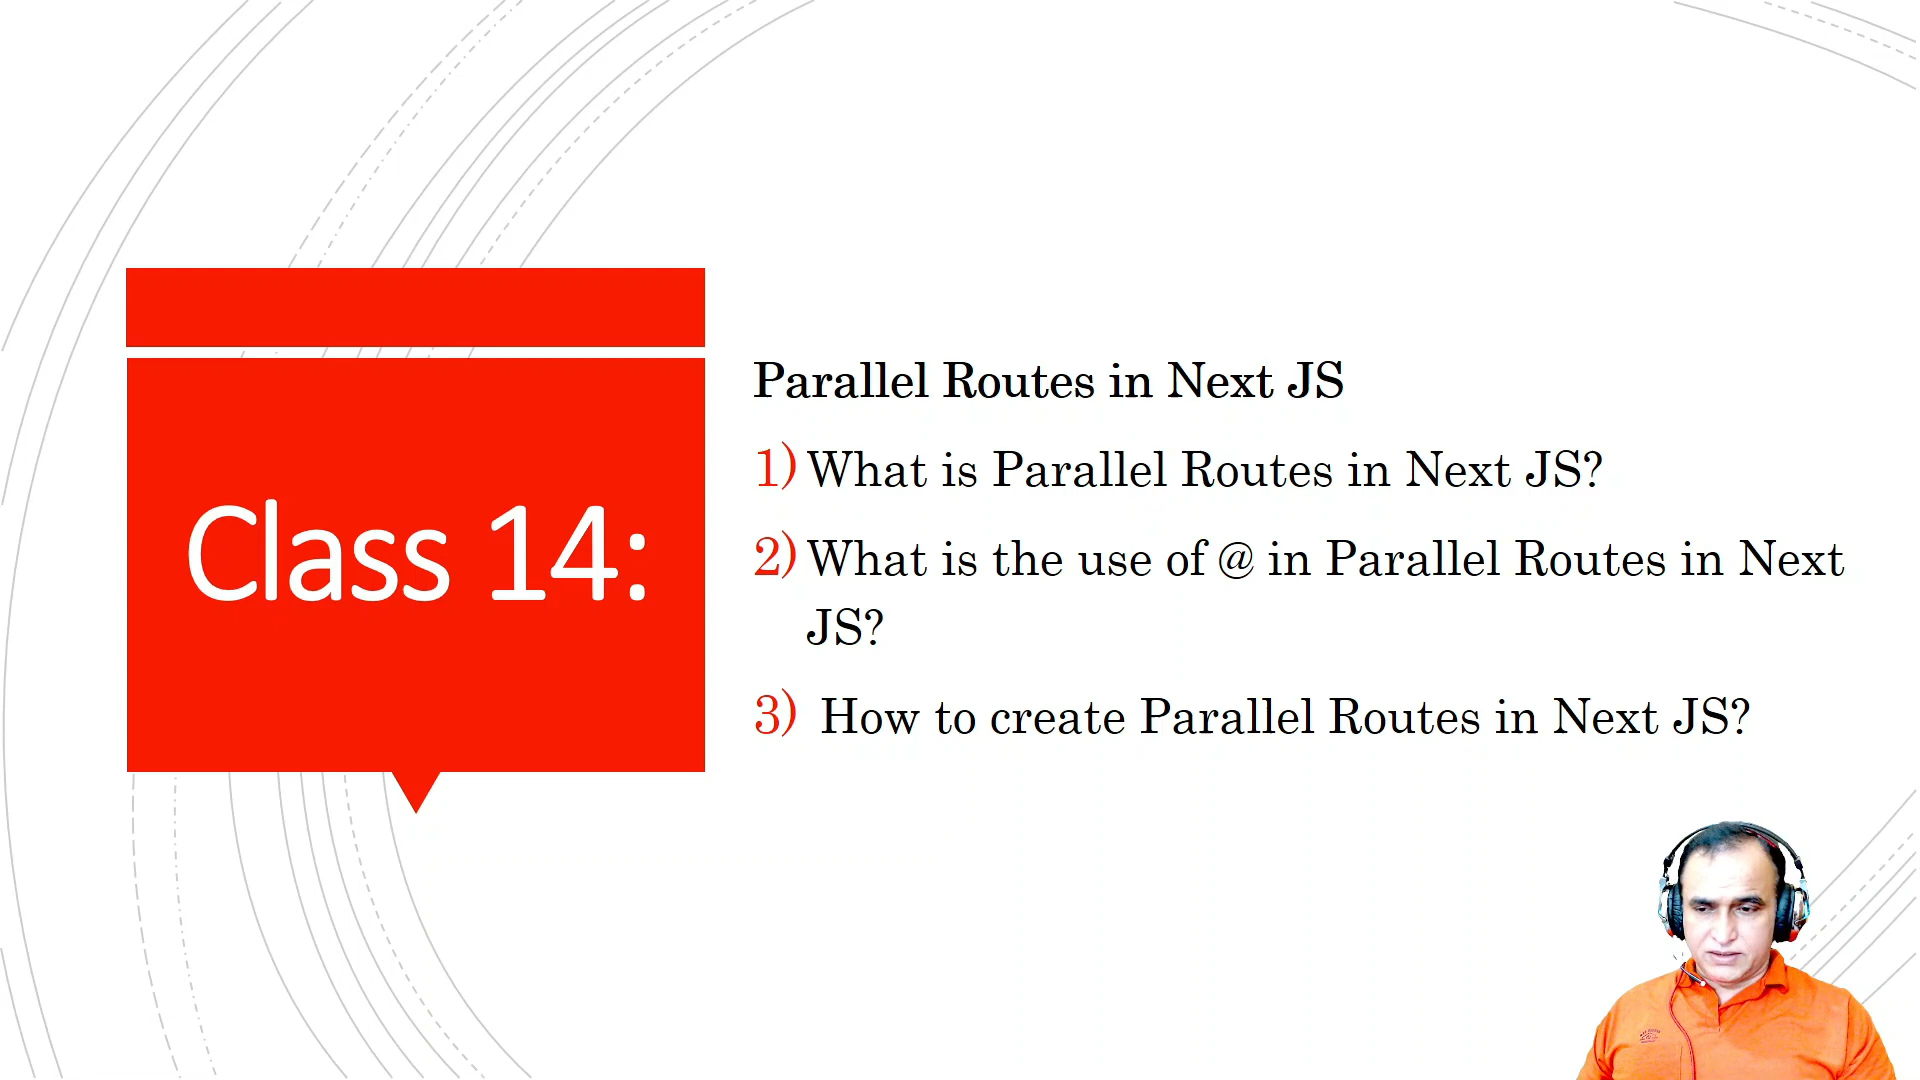 Class 14:
Parallel Routes in Next JS
1) What is Parallel Routes in Next JS?
2) What is the use of @ in Parallel Routes in Next
JS?
3) How to create Parallel Routes in Next JS?